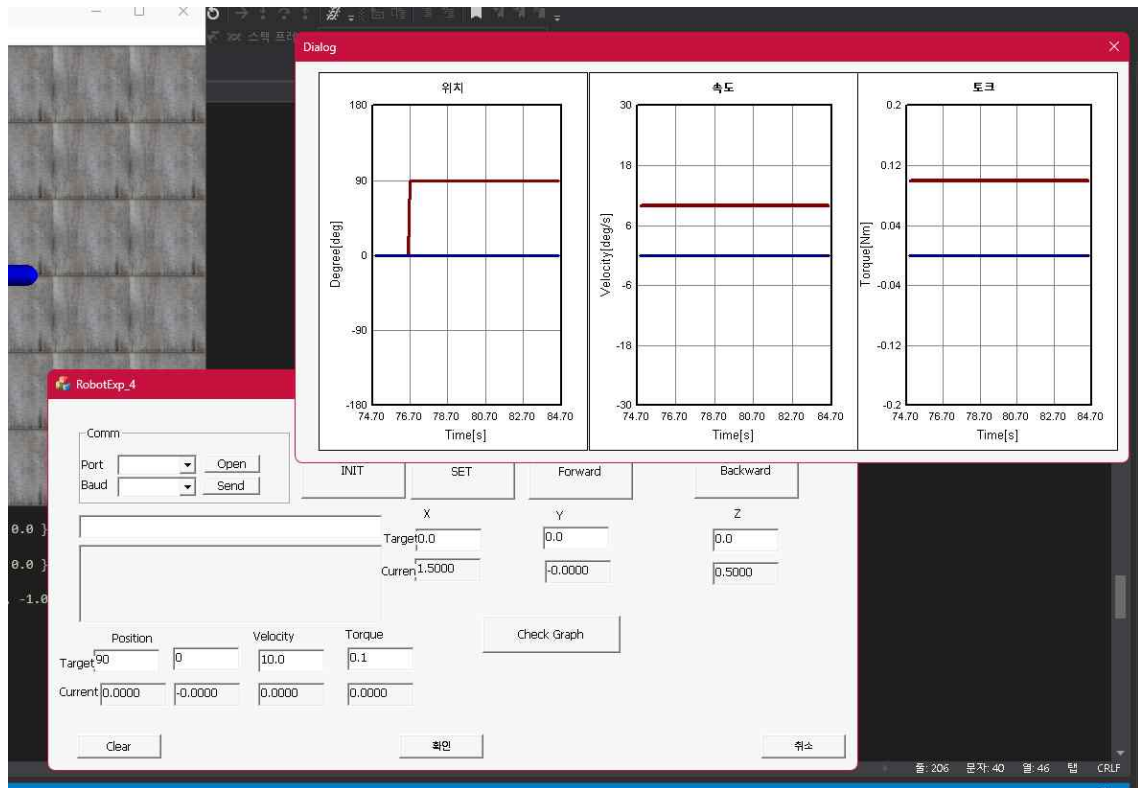 스택 프레
Dialog
위치
180
90
0
-90
-180
Degree[deg]
74.70 76.70 78.70 80.70 82.70 84.70
Time[s]
속도
30
18
6
-6
-18
-30
Velocity[deg/s]
74.70 76.70 78.70 80.70 82.70 84.70
Time[s]
토크
0.2
0.12
0.04
-0.04
-0.12
-0.2
Torque[Nm]
74.70 76.70 78.70 80.70 82.70 84.70
Time[s]
RobotExp_4
Comm
Port Open
Baud Send
INIT SET Forward Backward
X Y Z
Target 0.0 0.0 0.0
Curren 1.5000 -0.0000 0.5000
Check Graph
Position Velocity Torque
Target 90 0 10.0 0.1
Current 0.0000 -0.0000 0.0000 0.0000
Clear 확인 취소
0.0 }
0.0 }
, -1.0
줄: 206 문자: 40 열: 46 탭 CRLF